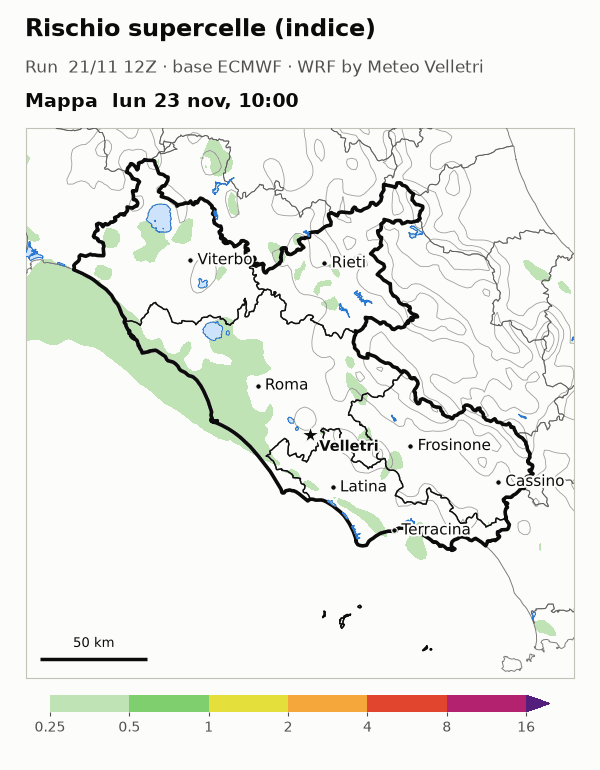 Rischio supercelle (indice)
Run  21/11 12Z · base ECMWF · WRF by Meteo Velletri
Mappa  lun 23 nov, 10:00
Viterbo
Rieti
Roma
Velletri
Frosinone
Cassino
Latina
Terracina
50 km
0.25
0.5
1
2
4
8
16